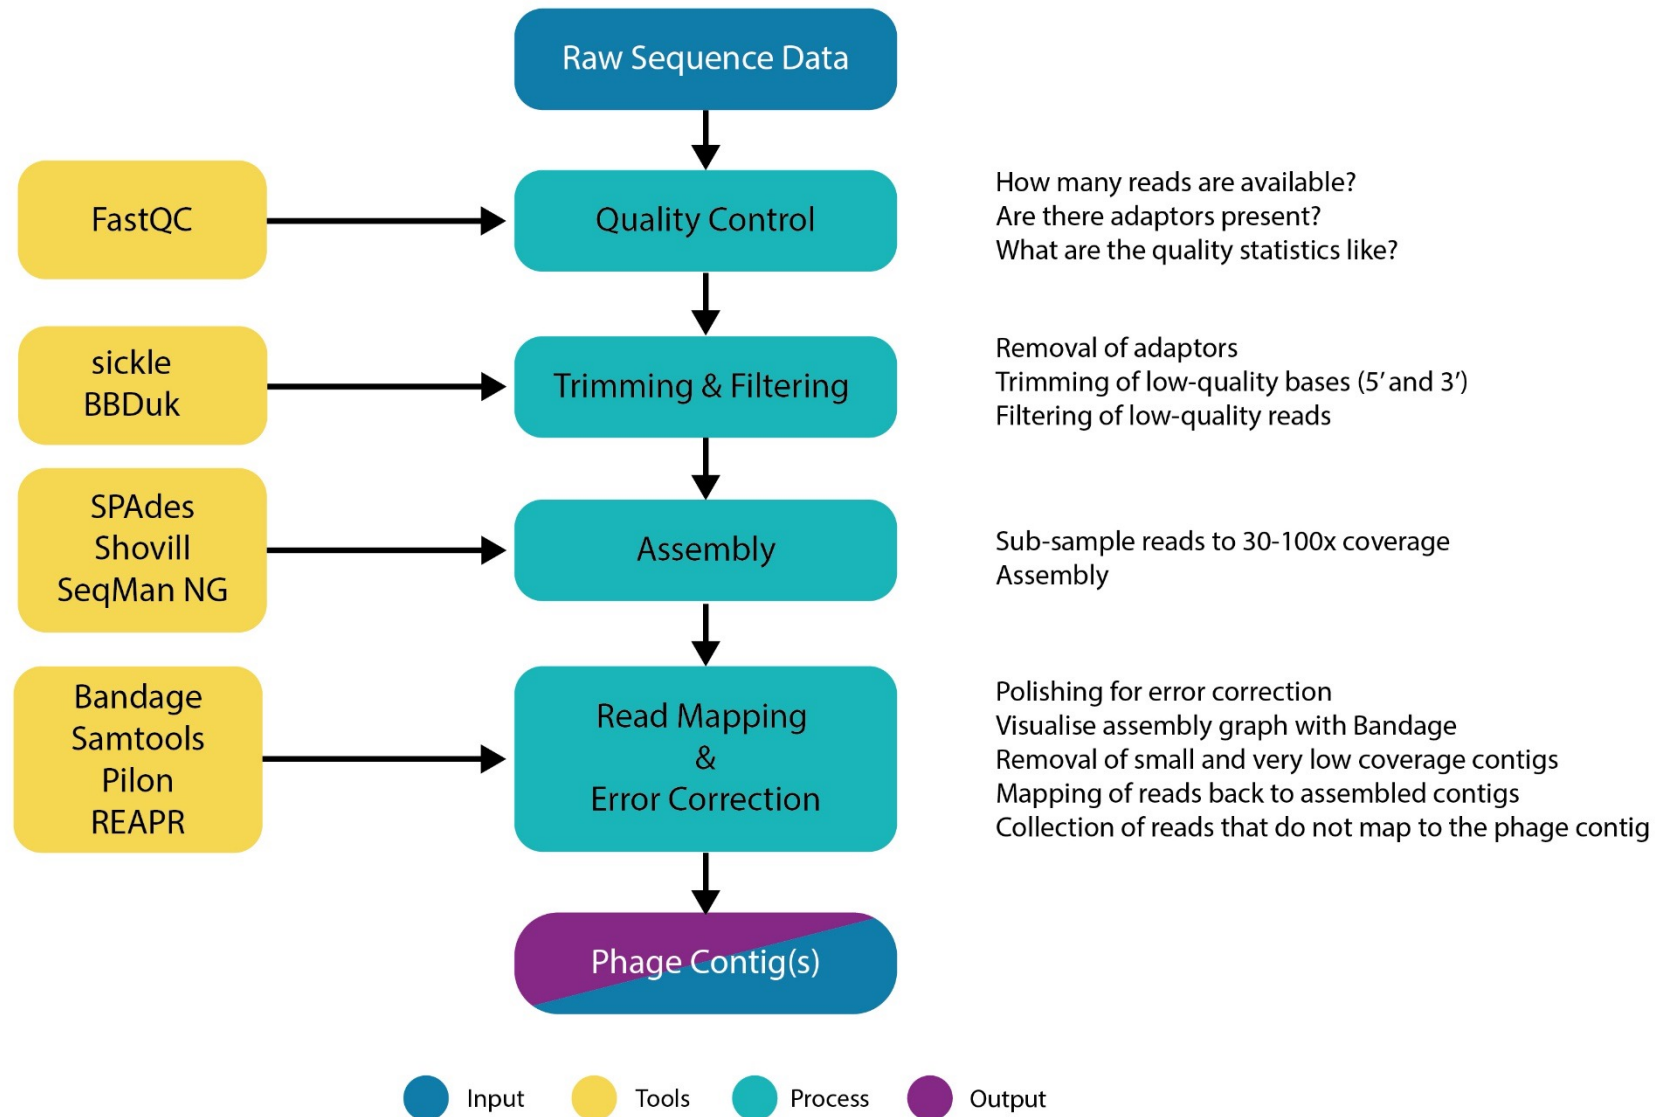 Raw Sequence Data
FastQC
Quality Control
How many reads are available?
Are there adaptors present?
What are the quality statistics like?
sickle
BBDuk
Trimming & Filtering
Removal of adaptors
Trimming of low-quality bases (5’ and 3’)
Filtering of low-quality reads
SPAdes
Shovill
SeqMan NG
Assembly
Sub-sample reads to 30-100x coverage
Assembly
Bandage
Samtools
Pilon
REAPR
Read Mapping
&
Error Correction
Polishing for error correction
Visualise assembly graph with Bandage
Removal of small and very low coverage contigs
Mapping of reads back to assembled contigs
Collection of reads that do not map to the phage contig
Phage Contig(s)
Input
Tools
Process
Output